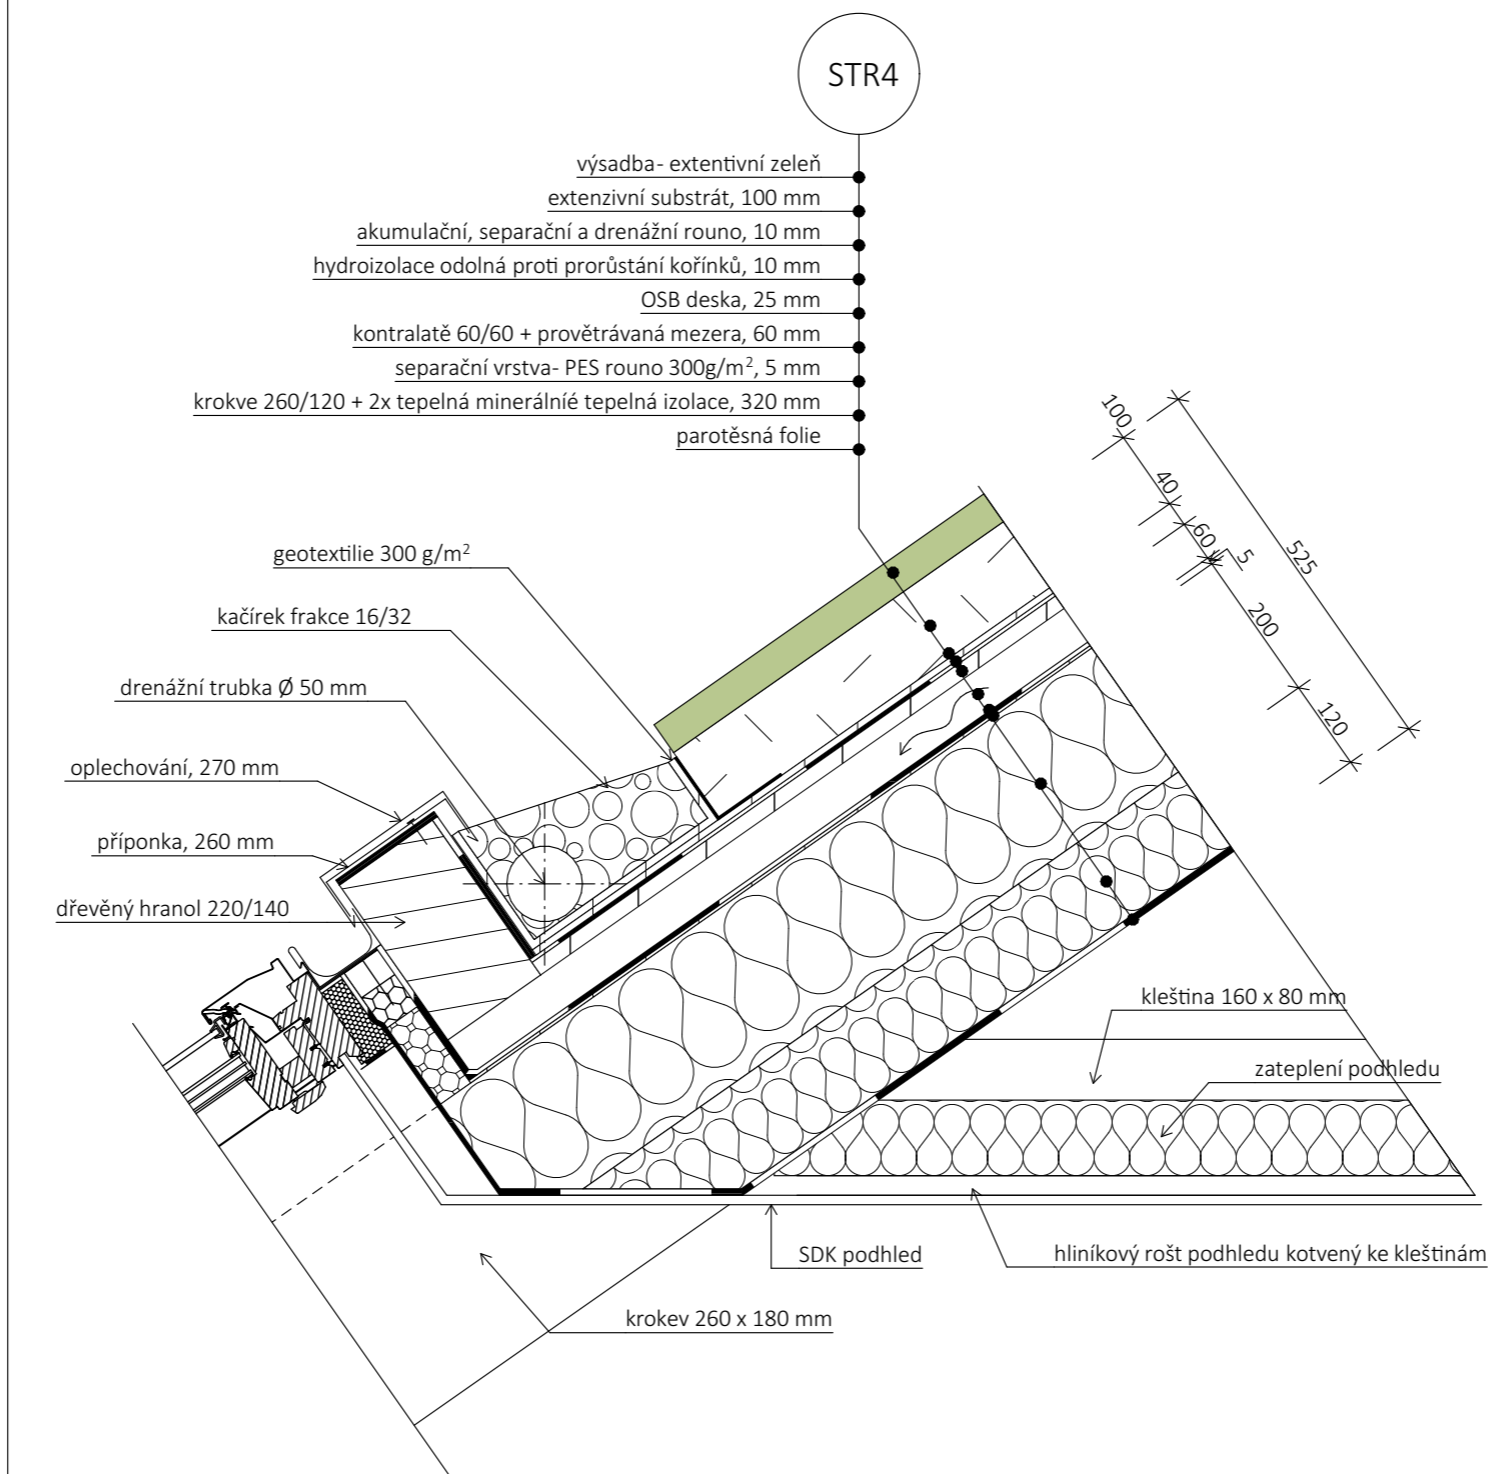 STR4
výsadba- extentivní zeleň
extenzivní substrát, 100 mm
akumulační, separační a drenážní rouno, 10 mm
hydroizolace odolná proti prorůstání kořínků, 10 mm
OSB deska, 25 mm
kontralatě 60/60 + provětrávaná mezera, 60 mm
separační vrstva- PES rouno 300g/m², 5 mm
krokve 260/120 + 2x tepelná minerálníé tepelná izolace, 320 mm
parotěsná folie
100
40
60
5
525
200
120
geotextilie 300 g/m²
kačírek frakce 16/32
drenážní trubka Ø 50 mm
oplechování, 270 mm
příponka, 260 mm
dřevěný hranol 220/140
kleština 160 x 80 mm
zateplení podhledu
SDK podhled
hliníkový rošt podhledu kotvený ke kleštinám
krokev 260 x 180 mm